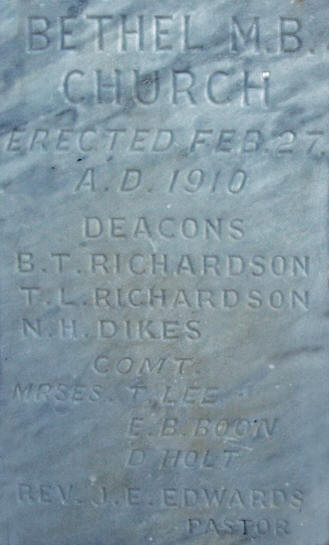 BETHEL M.B.
CHURCH
ERECTED FEB. 27,
A.D. 1910
DEACONS
B.T. RICHARDSON
T.L. RICHARDSON
N.H. DIKES
COMT.
MRSES. T. LEE
E.B. BOON
D HOLT
REV. J.E. EDWARDS
PASTOR